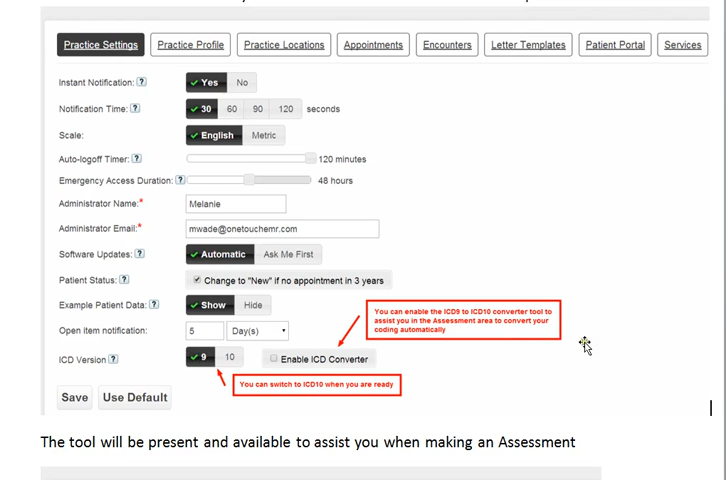 Practice Settings Practice Profile Practice Locations Appointments Encounters Letter Templates Patient Portal Services
Instant Notification: ? Yes No
Notification Time: ? 30 60 90 120 seconds
Scale: English Metric
Auto-logoff Timer: ? 120 minutes
Emergency Access Duration: ? 48 hours
Administrator Name:* Melanie
Administrator Email:* mwade@onetouchemr.com
Software Updates: ? Automatic Ask Me First
Patient Status: ? Change to "New" if no appointment in 3 years
Example Patient Data: ? Show Hide
You can enable the ICD9 to ICD10 converter tool to
assist you in the Assessment area to convert your
coding automatically
Open item notification: 5 Day(s)
ICD Version ? 9 10 Enable ICD Converter
You can switch to ICD10 when you are ready
Save Use Default
The tool will be present and available to assist you when making an Assessment